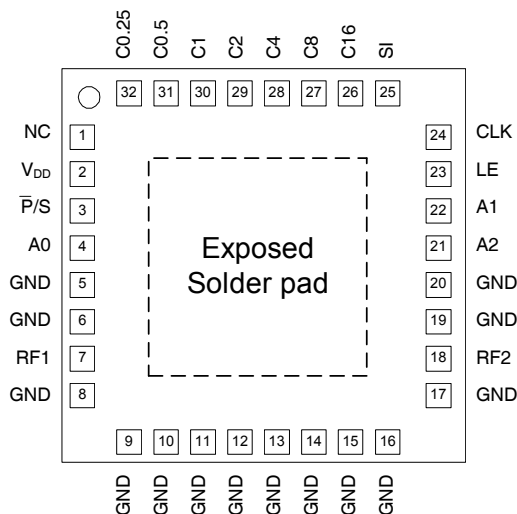 C0.25 C0.5 C1 C2 C4 C8 C16 SI
32 31 30 29 28 27 26 25
NC 1 24 CLK
VDD 2 23 LE
P̅/S 3 22 A1
A0 4 21 A2
GND 5 20 GND
GND 6 19 GND
RF1 7 18 RF2
GND 8 17 GND
Exposed
Solder pad
9 10 11 12 13 14 15 16
GND GND GND GND GND GND GND GND